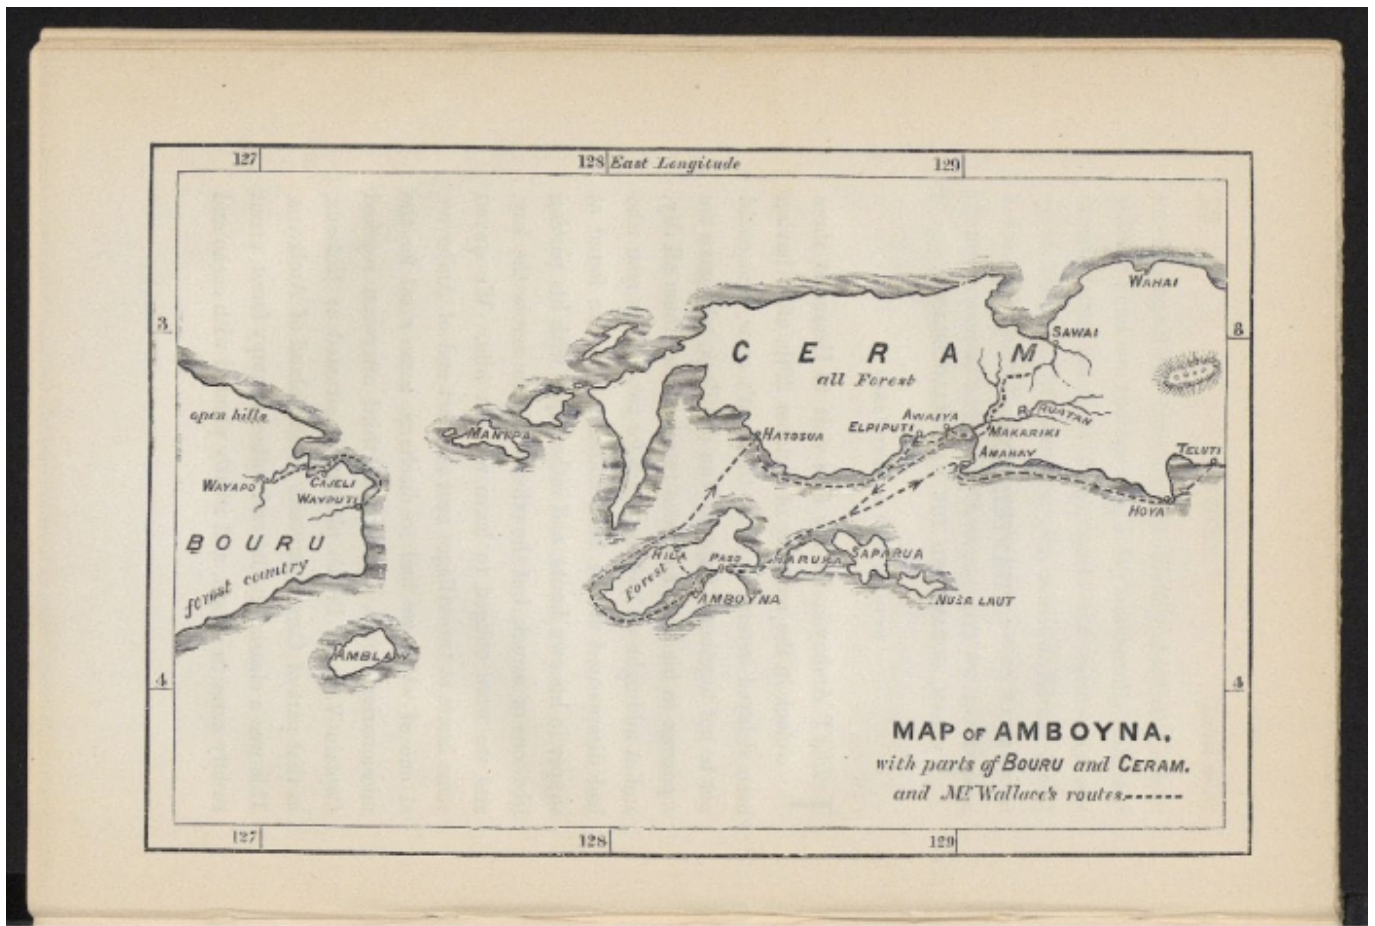 127
128 East Longitude
129
3
3
WAHAI
SAWAI
CERAM
all Forest
open hills
MANIPA
AWAIYA
ELPIPUTI
R. RUATAN
MAKARIKI
HATOSUA
AMAHAY
TELUTI
WAYAPO
CAJELI
WAYPUTI
HOYA
BOURU
forest country
HILA
PASO
HARUKA
SAPARUA
forest
AMBOYNA
NUSA LAUT
AMBLAW
4
4
MAP OF AMBOYNA.
with parts of BOURU and CERAM.
and Mr. Wallace's routes.------
127
128
129